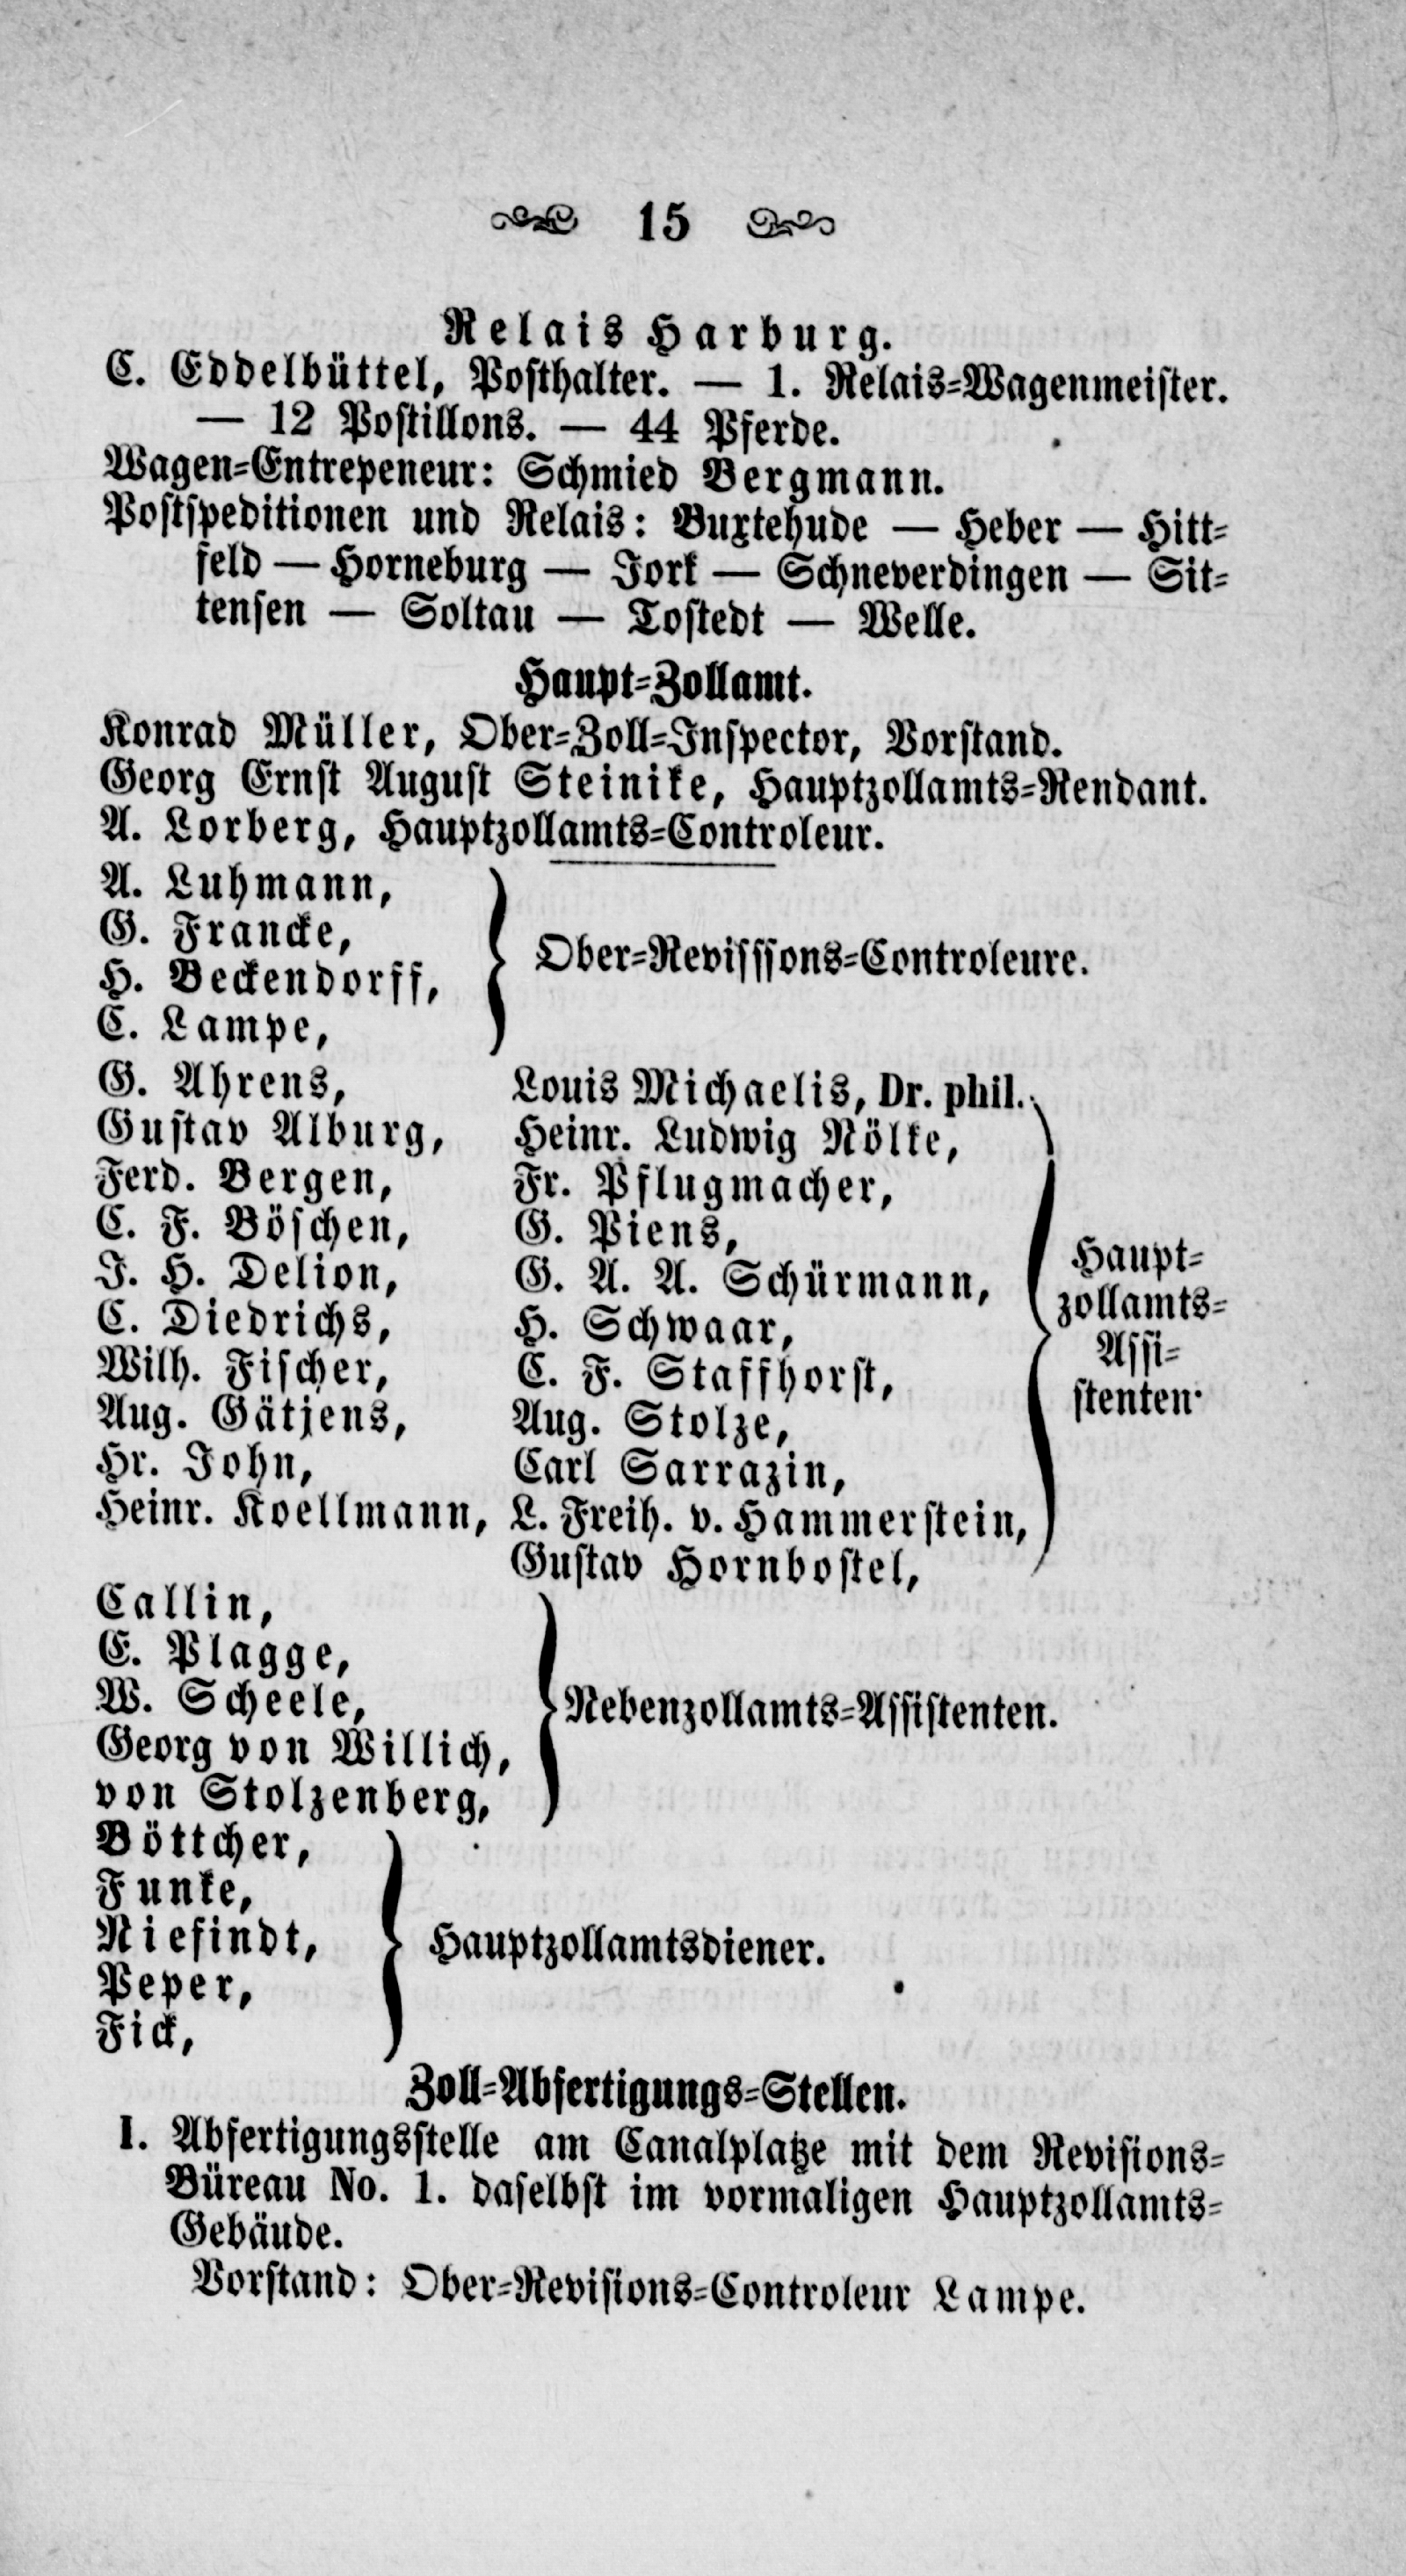 15
Relais Harburg.
C. Eddelbüttel, Posthalter. — 1. Relais-Wagenmeister.
— 12 Postillons. — 44 Pferde.
Wagen-Entrepeneur: Schmied Bergmann.
Postspeditionen und Relais: Buxtehude — Heber — Hitt-
feld — Horneburg — Jork — Schneverdingen — Sit-
tensen — Soltau — Tostedt — Welle.
Haupt-Zollamt.
Konrad Müller, Ober-Zoll-Inspector, Vorstand.
Georg Ernst August Steinike, Hauptzollamts-Rendant.
A. Lorberg, Hauptzollamts-Controleur.
A. Luhmann,
G. Francke,
H. Beckendorff,
C. Lampe,
Ober-Revisssons-Controleure.
G. Ahrens,
Gustav Alburg,
Ferd. Bergen,
C. F. Böschen,
J. H. Delion,
C. Diedrichs,
Wilh. Fischer,
Aug. Gätjens,
Hr. John,
Heinr. Koellmann,
Louis Michaelis, Dr. phil.
Heinr. Ludwig Nölke,
Fr. Pflugmacher,
G. Piens,
G. A. A. Schürmann,
H. Schwaar,
C. F. Staffhorst,
Aug. Stolze,
Carl Sarrazin,
L. Freih. v. Hammerstein,
Gustav Hornbostel,
Haupt-
zollamts-
Assi-
stenten.
Callin,
E. Plagge,
W. Scheele,
Georg von Willich,
von Stolzenberg,
Nebenzollamts-Assistenten.
Böttcher,
Funke,
Niefindt,
Peper,
Fick,
Hauptzollamtsdiener.
Zoll-Abfertigungs-Stellen.
I. Abfertigungsstelle am Canalplatze mit dem Revisions-
Büreau No. 1. daselbst im vormaligen Hauptzollamts-
Gebäude.
Vorstand: Ober-Revisions-Controleur Lampe.